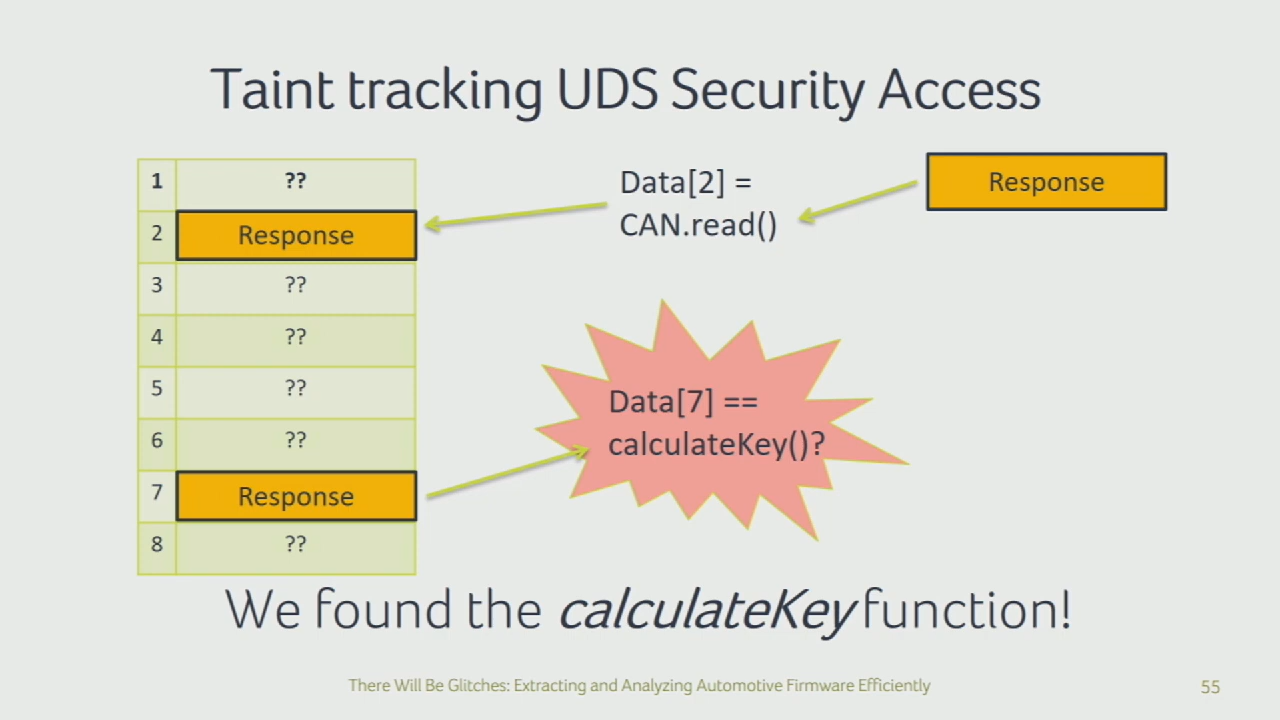 Taint tracking UDS Security Access
1 ??
2 Response
3 ??
4 ??
5 ??
6 ??
7 Response
8 ??
Data[2] =
CAN.read()
Response
Data[7] ==
calculateKey()?
We found the calculateKey function!
There Will Be Glitches: Extracting and Analyzing Automotive Firmware Efficiently
55